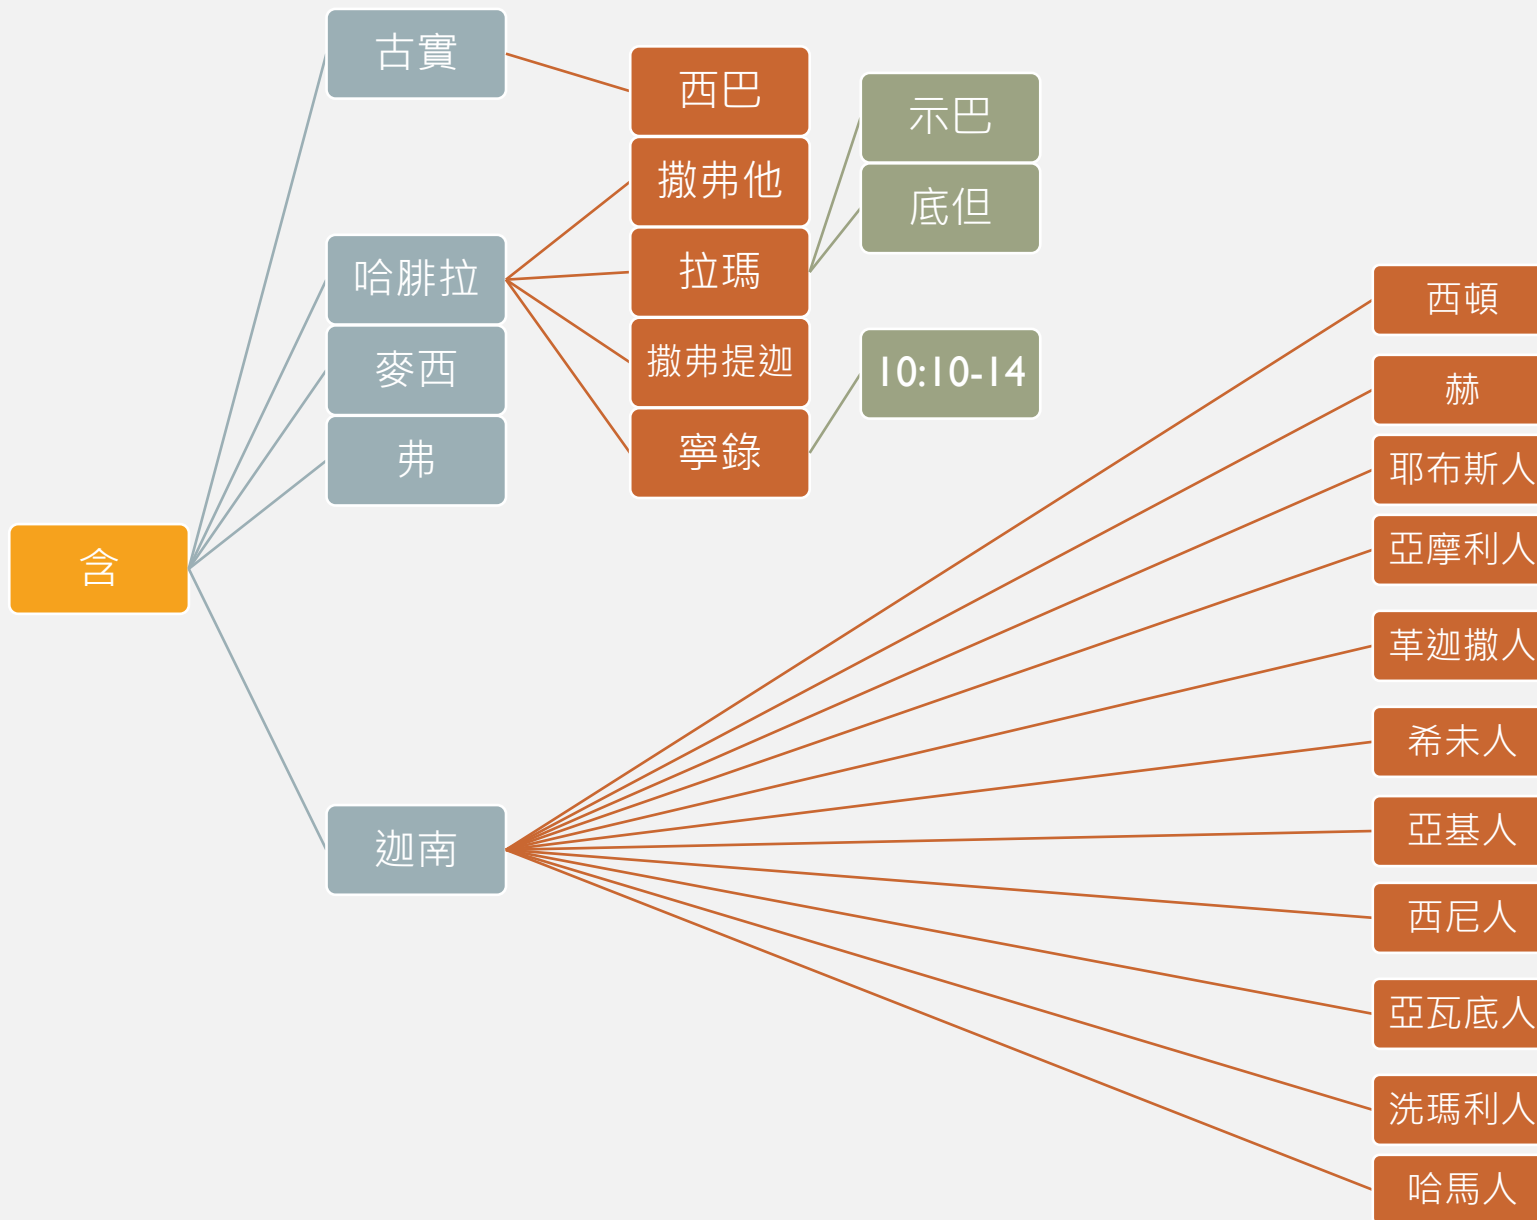 含
古實
哈腓拉
麥西
弗
迦南
西巴
撒弗他
拉瑪
撒弗提迦
寧錄
示巴
底但
10:10-14
西頓
赫
耶布斯人
亞摩利人
革迦撒人
希未人
亞基人
西尼人
亞瓦底人
洗瑪利人
哈馬人